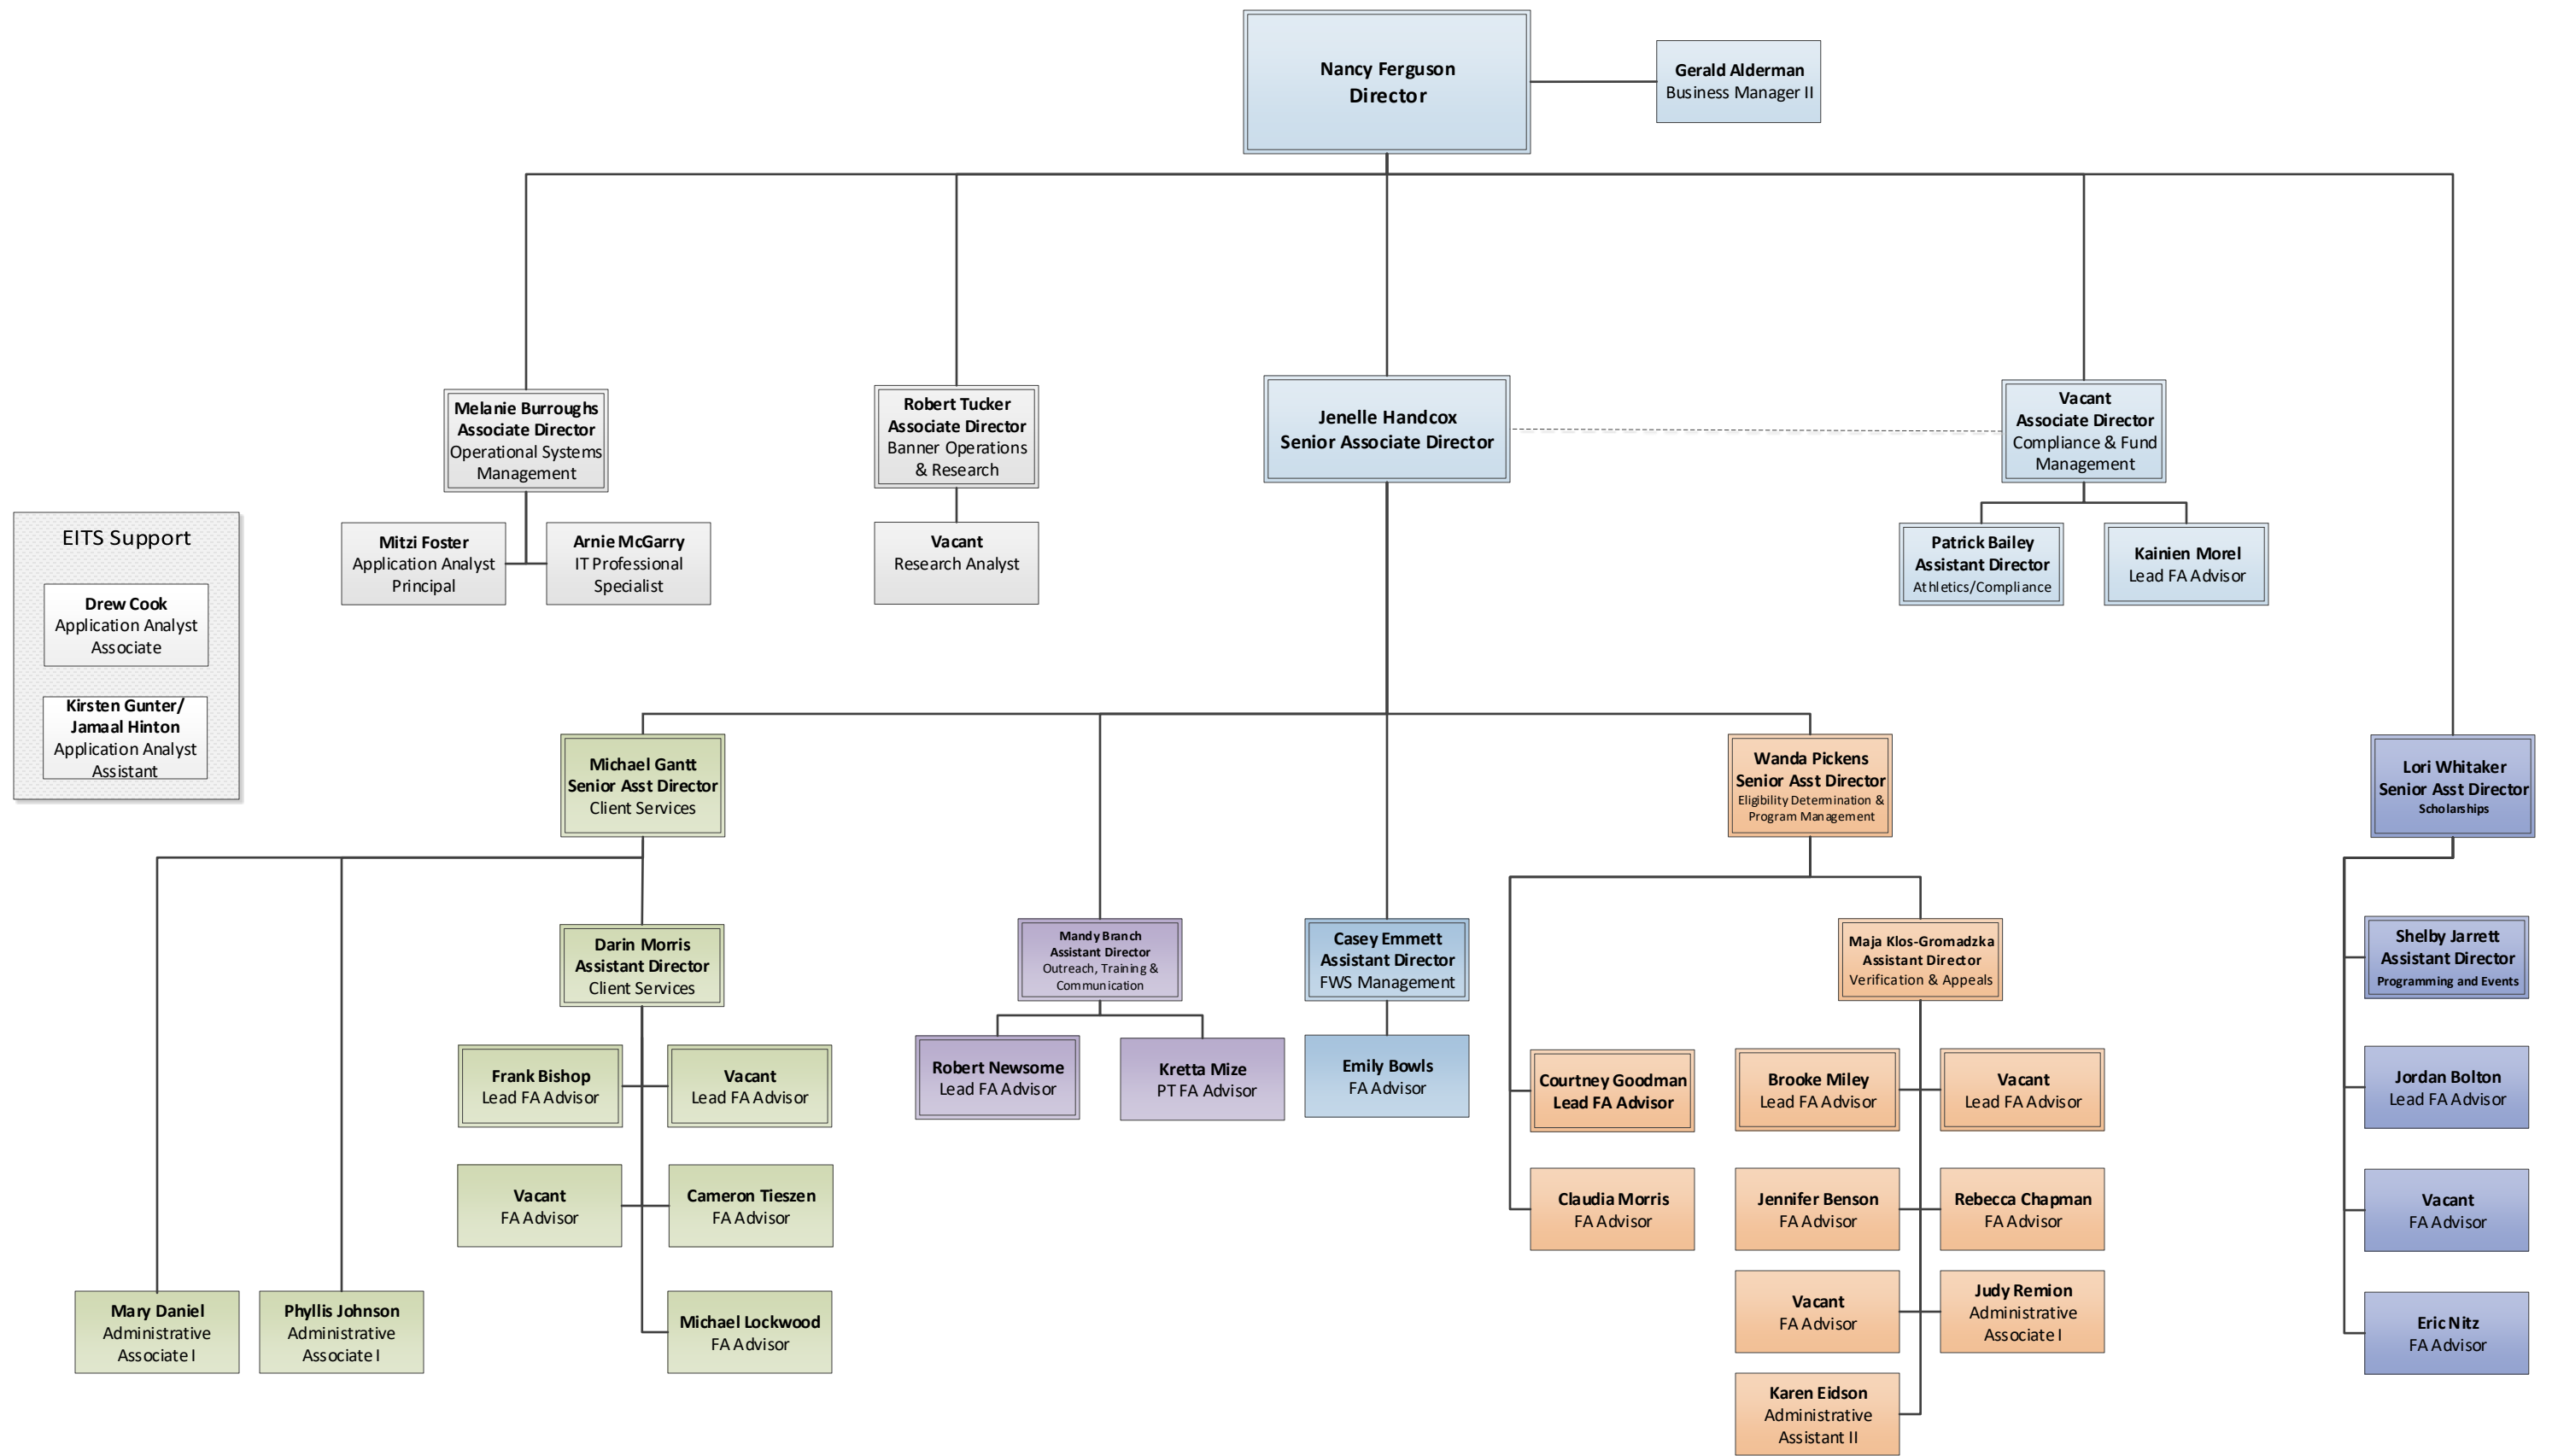 Nancy Ferguson
Director
Gerald Alderman
Business Manager II
Melanie Burroughs
Associate Director
Operational Systems
Management
Robert Tucker
Associate Director
Banner Operations
& Research
Jenelle Handcox
Senior Associate Director
Vacant
Associate Director
Compliance & Fund
Management
Mitzi Foster
Application Analyst
Principal
Arnie McGarry
IT Professional
Specialist
Vacant
Research Analyst
Patrick Bailey
Assistant Director
Athletics/Compliance
Kainien Morel
Lead FA Advisor
EITS Support
Drew Cook
Application Analyst
Associate
Kirsten Gunter/
Jamaal Hinton
Application Analyst
Assistant
Michael Gantt
Senior Asst Director
Client Services
Wanda Pickens
Senior Asst Director
Eligibility Determination &
Program Management
Lori Whitaker
Senior Asst Director
Scholarships
Darin Morris
Assistant Director
Client Services
Mandy Branch
Assistant Director
Outreach, Training &
Communication
Casey Emmett
Assistant Director
FWS Management
Maja Klos-Gromadzka
Assistant Director
Verification & Appeals
Shelby Jarrett
Assistant Director
Programming and Events
Frank Bishop
Lead FA Advisor
Vacant
Lead FA Advisor
Robert Newsome
Lead FA Advisor
Kretta Mize
PT FA Advisor
Emily Bowls
FA Advisor
Courtney Goodman
Lead FA Advisor
Brooke Miley
Lead FA Advisor
Vacant
Lead FA Advisor
Jordan Bolton
Lead FA Advisor
Vacant
FA Advisor
Cameron Tieszen
FA Advisor
Claudia Morris
FA Advisor
Jennifer Benson
FA Advisor
Rebecca Chapman
FA Advisor
Vacant
FA Advisor
Mary Daniel
Administrative
Associate I
Phyllis Johnson
Administrative
Associate I
Michael Lockwood
FA Advisor
Vacant
FA Advisor
Judy Remion
Administrative
Associate I
Eric Nitz
FA Advisor
Karen Eidson
Administrative
Assistant II